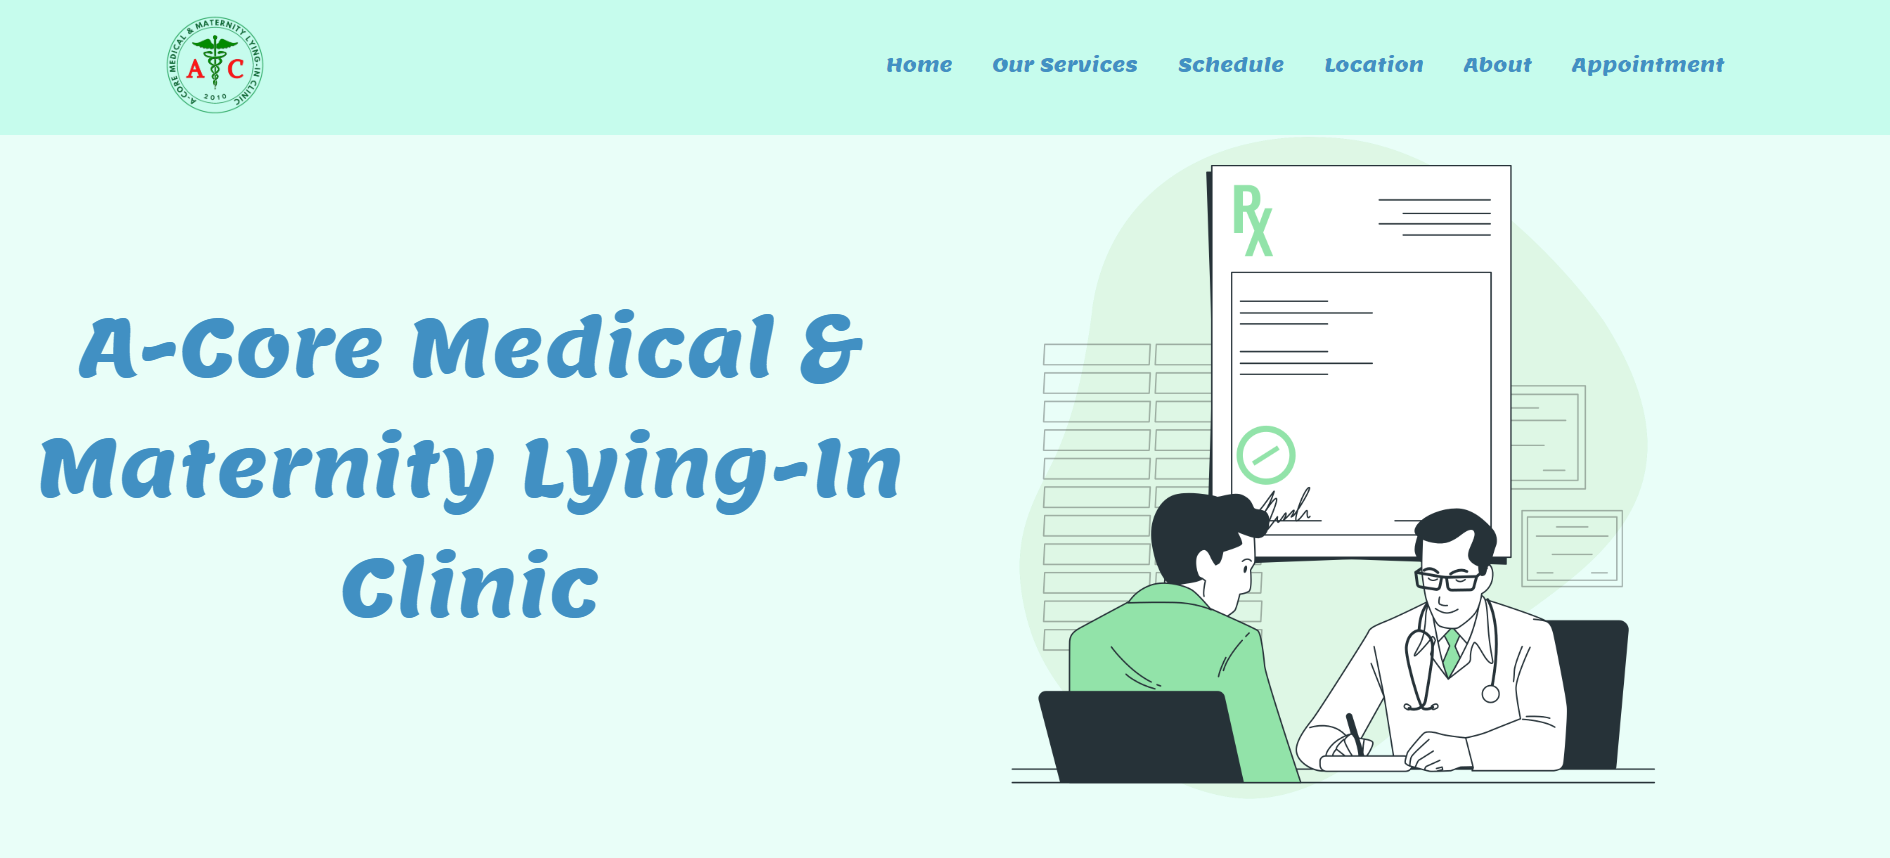 A-CORE MEDICAL & MATERNITY LYING-IN CLINIC
A C
2010
Home Our Services Schedule Location About Appointment
A-Core Medical &
Maternity Lying-In
Clinic
Rx